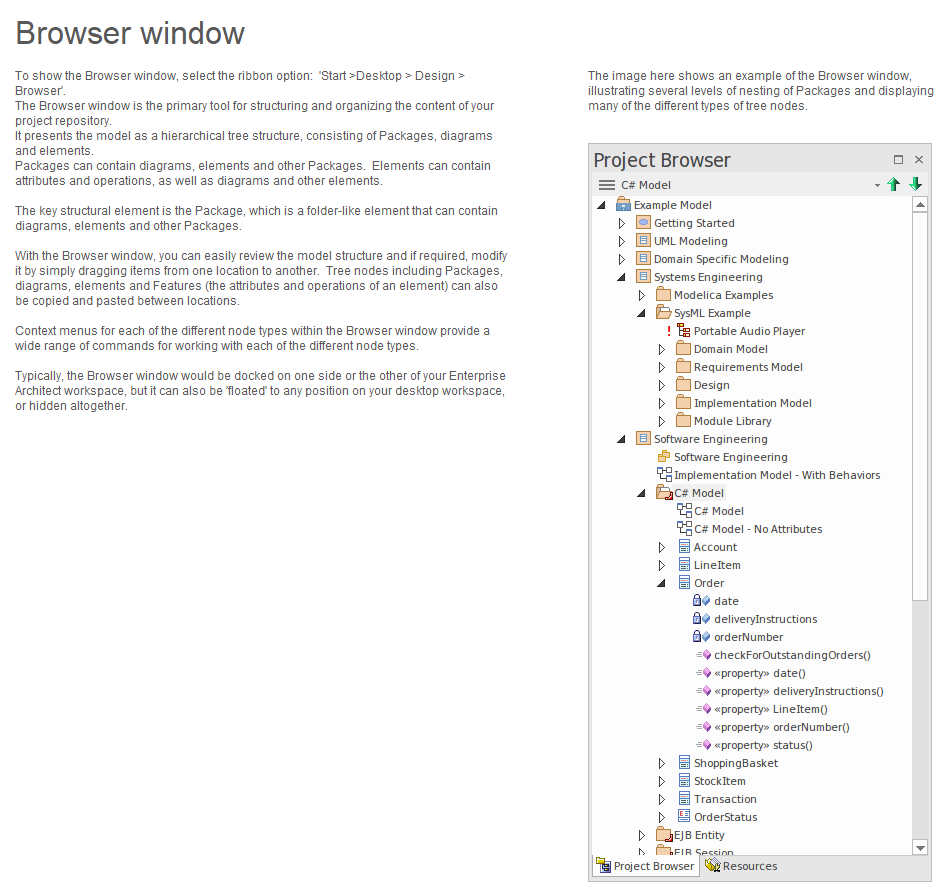 Browser window
To show the Browser window, select the ribbon option:  'Start >Desktop > Design >
Browser'.
The Browser window is the primary tool for structuring and organizing the content of your
project repository.
It presents the model as a hierarchical tree structure, consisting of Packages, diagrams
and elements.
Packages can contain diagrams, elements and other Packages.  Elements can contain
attributes and operations, as well as diagrams and other elements.
The key structural element is the Package, which is a folder-like element that can contain
diagrams, elements and other Packages.
With the Browser window, you can easily review the model structure and if required, modify
it by simply dragging items from one location to another.  Tree nodes including Packages,
diagrams, elements and Features (the attributes and operations of an element) can also
be copied and pasted between locations.
Context menus for each of the different node types within the Browser window provide a
wide range of commands for working with each of the different node types.
Typically, the Browser window would be docked on one side or the other of your Enterprise
Architect workspace, but it can also be 'floated' to any position on your desktop workspace,
or hidden altogether.
The image here shows an example of the Browser window,
illustrating several levels of nesting of Packages and displaying
many of the different types of tree nodes.
Project Browser
C# Model
Example Model
Getting Started
UML Modeling
Domain Specific Modeling
Systems Engineering
Modelica Examples
SysML Example
! Portable Audio Player
Domain Model
Requirements Model
Design
Implementation Model
Module Library
Software Engineering
Software Engineering
Implementation Model - With Behaviors
C# Model
C# Model
C# Model - No Attributes
Account
LineItem
Order
date
deliveryInstructions
orderNumber
checkForOutstandingOrders()
«property» date()
«property» deliveryInstructions()
«property» LineItem()
«property» orderNumber()
«property» status()
ShoppingBasket
StockItem
Transaction
OrderStatus
EJB Entity
EJB Session
Project Browser
Resources